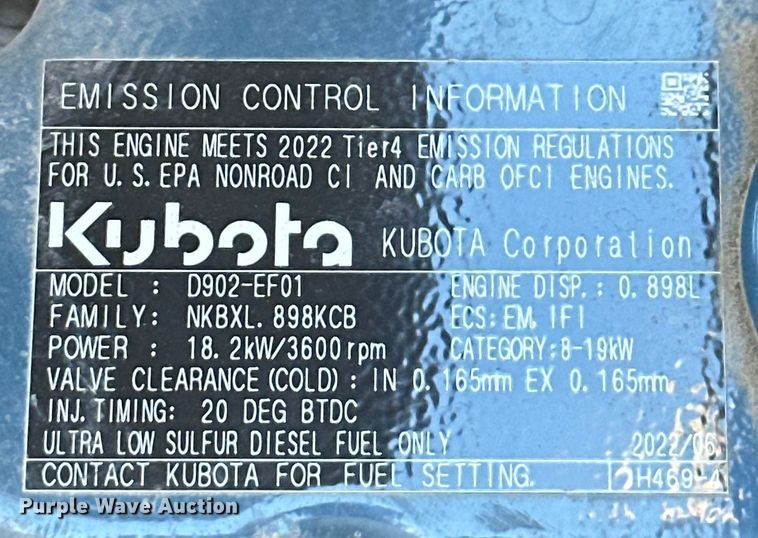 EMISSION CONTROL INFORMATION
THIS ENGINE MEETS 2022 Tier4 EMISSION REGULATIONS
FOR U.S.EPA NONROAD CI AND CARB OFCI ENGINES.
Kubota KUBOTA Corporation
MODEL : D902-EF01 ENGINE DISP.: 0.898L
FAMILY: NKBXL.898KCB ECS:EM,IFI
POWER : 18.2kW/3600rpm CATEGORY:8-19kW
VALVE CLEARANCE(COLD): IN 0.165mm EX 0.165mm
INJ.TIMING: 20 DEG BTDC
ULTRA LOW SULFUR DIESEL FUEL ONLY 2022/06
CONTACT KUBOTA FOR FUEL SETTING. 1H469-4
Purple Wave Auction